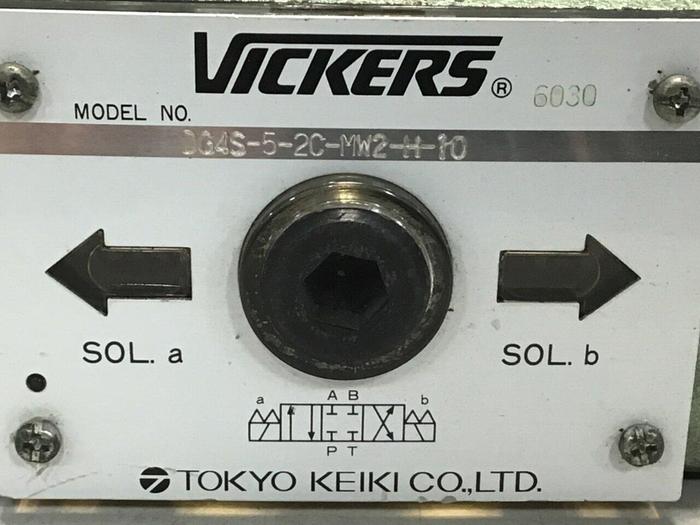 VICKERS®
6030
MODEL NO.
DG4S-5-2C-MW2-H-10
SOL. a
SOL. b
a A B b
P T
TOKYO KEIKI CO.,LTD.